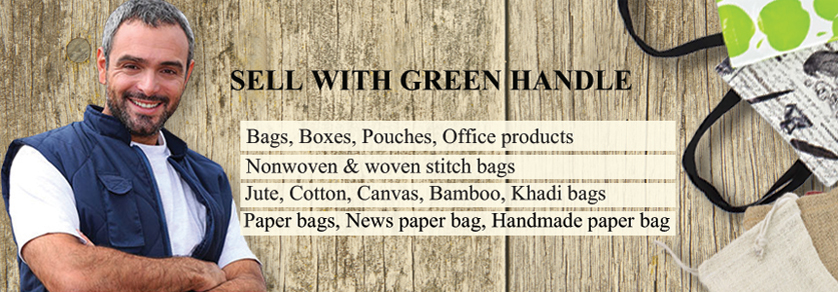 SELL WITH GREEN HANDLE
Bags, Boxes, Pouches, Office products
Nonwoven & woven stitch bags
Jute, Cotton, Canvas, Bamboo, Khadi bags
Paper bags, News paper bag, Handmade paper bag